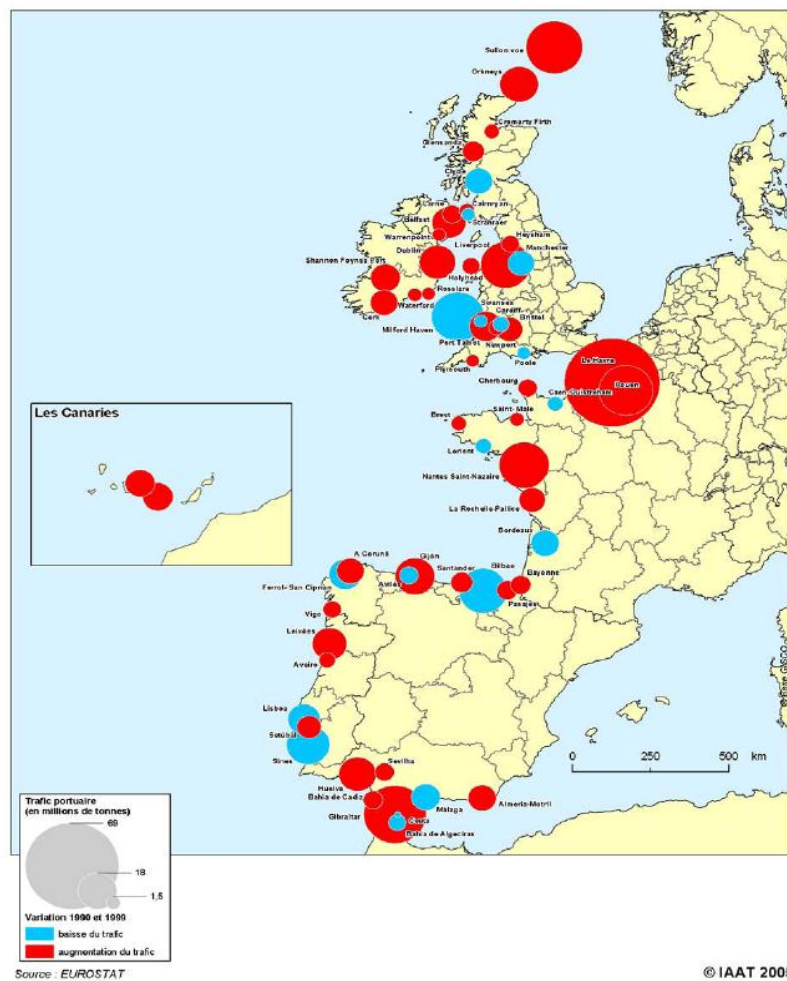 Sullom voe
Orkneys
Cromarty Firth
Glensanda
Clyde
Larne
Cairnryan
Belfast
Stranraer
Warrenpoint
Heysham
Liverpool
Manchester
Dublin
Shannon Foynes Port
Holyhead
Rosslare
Waterford
Swansea
Cork
Cardiff
Milford Haven
Bristol
Port Talbot
Newport
Poole
Plymouth
Le Havre
Rouen
Cherbourg
Caen-Ouistreham
Saint- Malo
Brest
Lorient
Les Canaries
Nantes Saint-Nazaire
La Rochelle-Pallice
Bordeaux
A Coruña
Gijón
Santander
Bilbao
Bayonne
Ferrol- San Ciprian
Aviles
Pasajes
Vigo
Leixões
Aveiro
Lisboa
Setúbal
Sines
0 250 500 km
Sevilha
Huelva
Bahia de Cadiz
Málaga
Almeria-Motril
Gibraltar
Ceuta
Bahia de Algeciras
Trafic portuaire
(en millions de tonnes)
69
18
1,5
Variation 1990 et 1999
baisse du trafic
augmentation du trafic
Source : EUROSTAT
© IAAT 2005